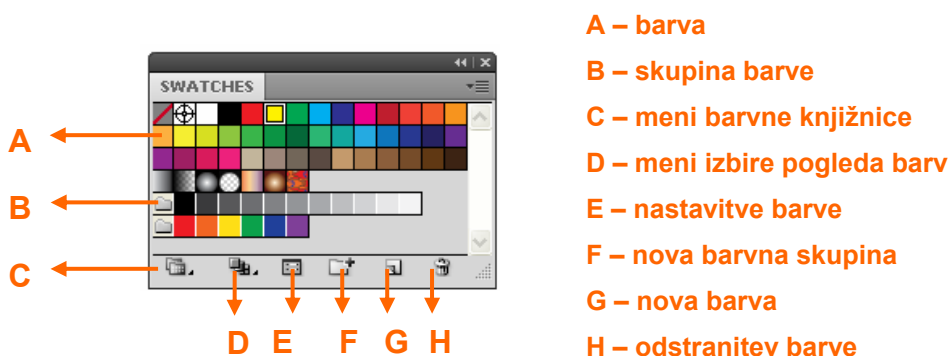 SWATCHES
A
B
C
D E F G H
A – barva
B – skupina barve
C – meni barvne knjižnice
D – meni izbire pogleda barv
E – nastavitve barve
F – nova barvna skupina
G – nova barva
H – odstranitev barve